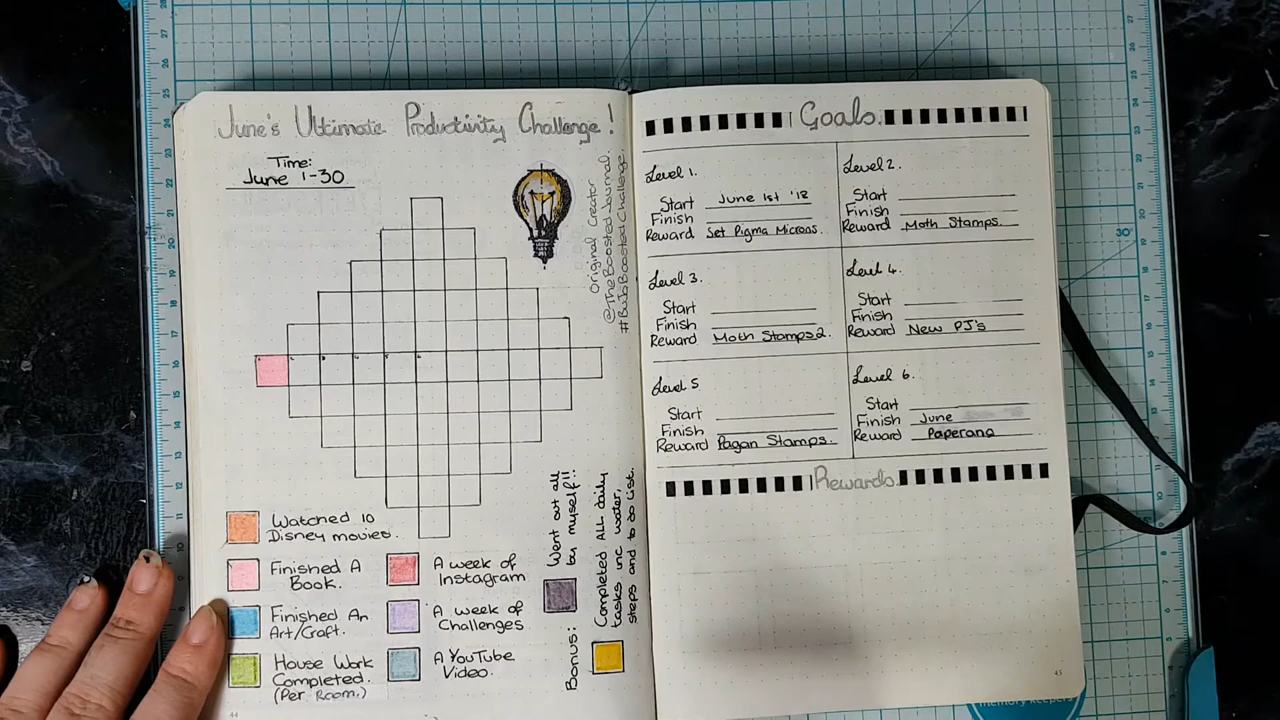 June's Ultimate Productivity Challenge!
Time:
June 1-30
Original Creator
@TheBoostedJournal.
#BuJoBoostedChallenge.
Watched 10
Disney movies.
Finished A
Book.
Finished An
Art/Craft.
House Work
Completed.
(Per Room.)
A week of
Instagram
A week of
Challenges
A YouTube
Video.
Went out all
by myself!!
Bonus:
Completed ALL daily
tasks inc water,
steps and to do list.
44
Goals.
Level 1.
Start June 1st '18
Finish
Reward Set Pigma Microns.
Level 2.
Start
Finish
Reward Moth Stamps.
Level 3.
Start
Finish
Reward Moth Stamps 2.
Level 4.
Start
Finish
Reward New PJ's
Level 5
Start
Finish
Reward Pagan Stamps.
Level 6.
Start
Finish June
Reward Paperang
Rewards.
45
memory keepers